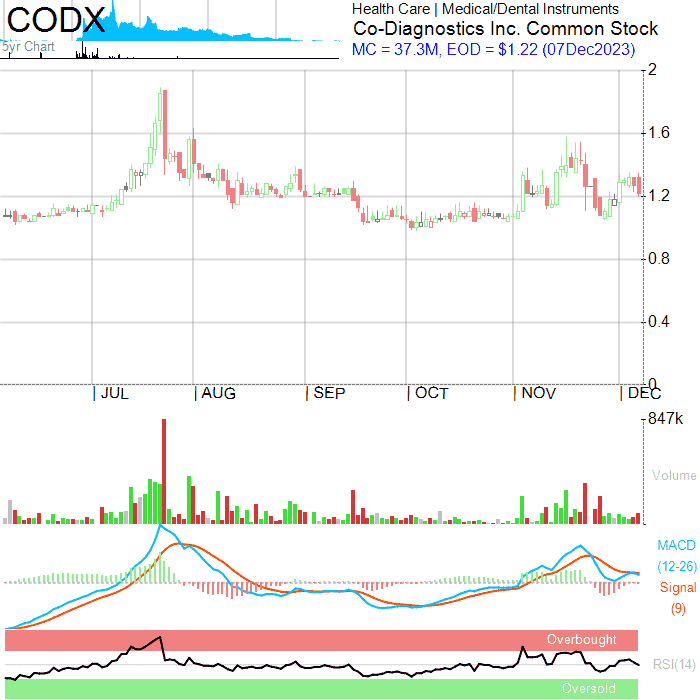 CODX
5yr Chart
Health Care | Medical/Dental Instruments
Co-Diagnostics Inc. Common Stock
MC = 37.3M, EOD = $1.22 (07Dec2023)
2
1.6
1.2
0.8
0.4
0
| JUL | AUG | SEP | OCT | NOV | DEC
847k
Volume
MACD
(12-26)
Signal
(9)
Overbought
RSI(14)
Oversold